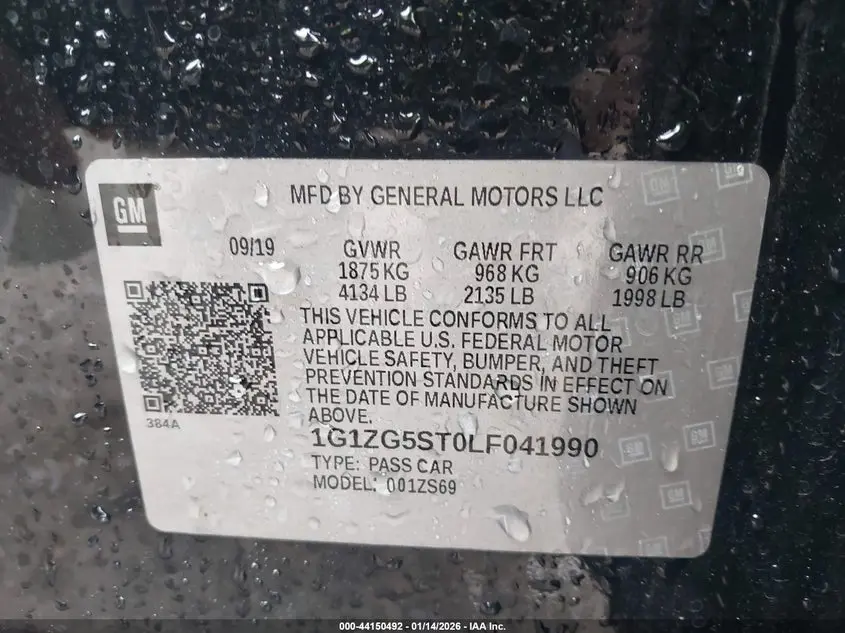 GM
MFD BY GENERAL MOTORS LLC
09/19 GVWR GAWR FRT GAWR RR
1875 KG 968 KG 906 KG
4134 LB 2135 LB 1998 LB
THIS VEHICLE CONFORMS TO ALL
APPLICABLE U.S. FEDERAL MOTOR
VEHICLE SAFETY, BUMPER, AND THEFT
PREVENTION STANDARDS IN EFFECT ON
THE DATE OF MANUFACTURE SHOWN
ABOVE.
384A
1G1ZG5ST0LF041990
TYPE: PASS CAR
MODEL: 001ZS69
000-44150492 - 01/14/2026 - IAA Inc.